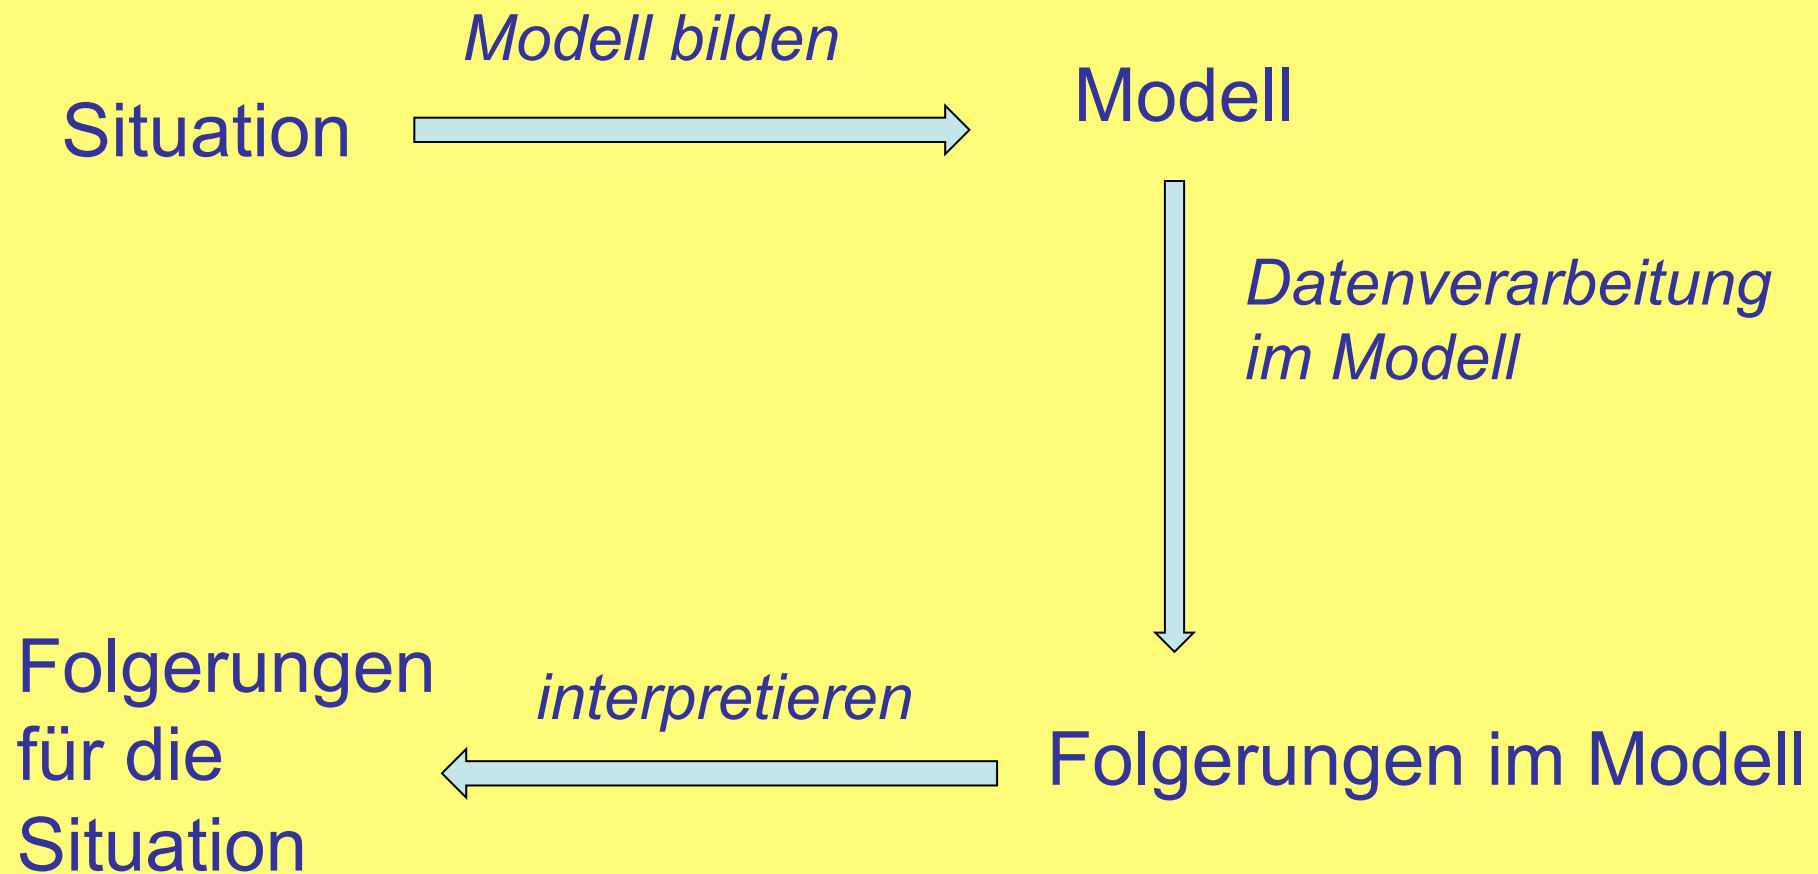 Modell bilden
Situation
Modell
Datenverarbeitung
im Modell
Folgerungen
für die
Situation
interpretieren
Folgerungen im Modell